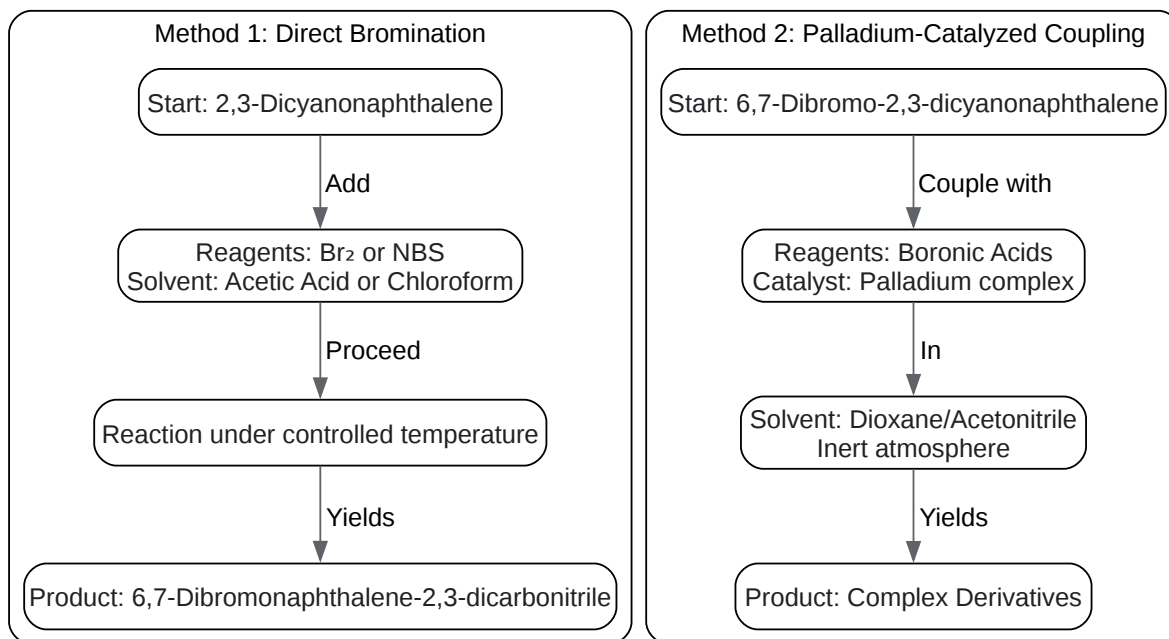 Method 1: Direct Bromination
Start: 2,3-Dicyanonaphthalene
Add
Reagents: Br₂ or NBS
Solvent: Acetic Acid or Chloroform
Proceed
Reaction under controlled temperature
Yields
Product: 6,7-Dibromonaphthalene-2,3-dicarbonitrile
Method 2: Palladium-Catalyzed Coupling
Start: 6,7-Dibromo-2,3-dicyanonaphthalene
Couple with
Reagents: Boronic Acids
Catalyst: Palladium complex
In
Solvent: Dioxane/Acetonitrile
Inert atmosphere
Yields
Product: Complex Derivatives